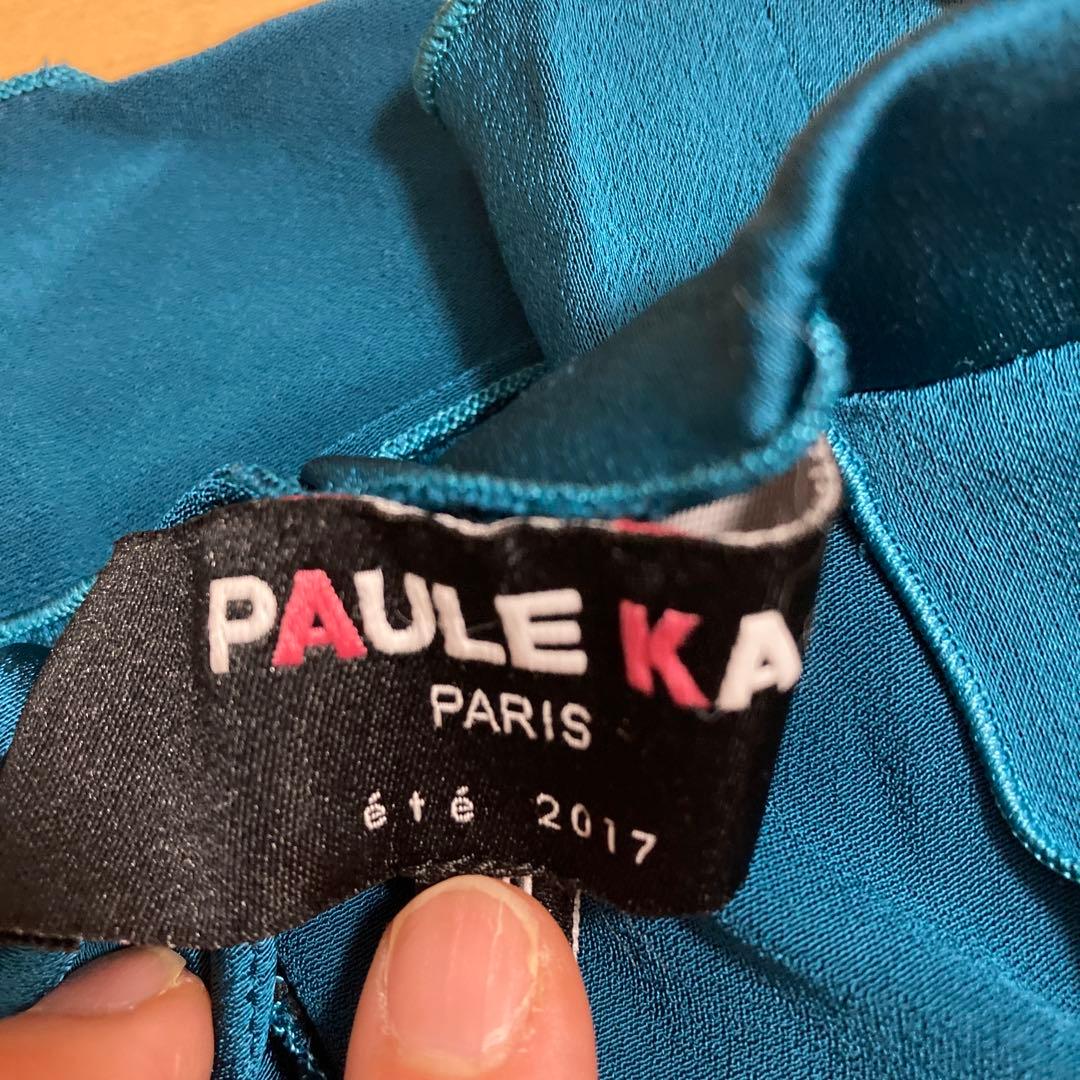 PAULE KA
PARIS
été 2017